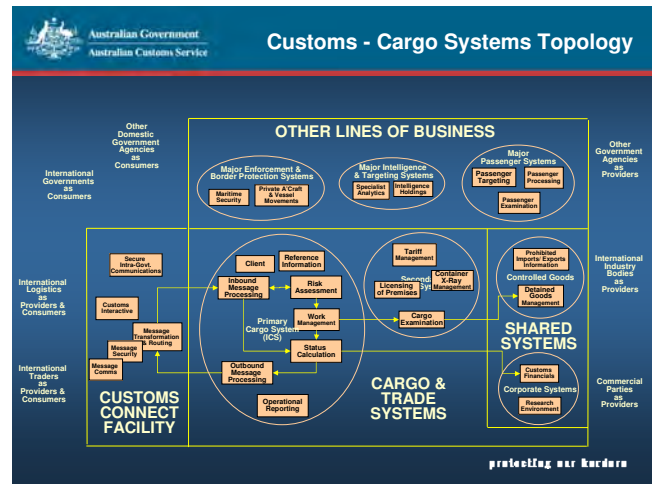 Australian Government
Australian Customs Service
Customs - Cargo Systems Topology
Other
Domestic
Government
Agencies
as
Consumers
International
Governments
as
Consumers
OTHER LINES OF BUSINESS
Major Enforcement &
Border Protection Systems
Maritime
Security
Private A'Craft
& Vessel
Movements
Major Intelligence
& Targeting Systems
Specialist
Analytics
Intelligence
Holdings
Major
Passenger Systems
Passenger
Targeting
Passenger
Processing
Passenger
Examination
Other
Government
Agencies
as
Providers
Secure
Intra-Govt.
Communications
International
Logistics
as
Providers &
Consumers
Customs
Interactive
Message
Transformation
& Routing
Message
Security
Message
Comms
International
Traders
as
Providers &
Consumers
CUSTOMS
CONNECT
FACILITY
Client
Reference
Information
Inbound
Message
Processing
Risk
Assessment
Primary
Cargo System
(ICS)
Work
Management
Status
Calculation
Outbound
Message
Processing
Operational
Reporting
Tariff
Management
Container
X-Ray
Management
Licensing
of Premises
Cargo
Examination
CARGO &
TRADE
SYSTEMS
Prohibited
Imports/ Exports
Information
Controlled Goods
Detained
Goods
Management
SHARED
SYSTEMS
Customs
Financials
Corporate Systems
Research
Environment
International
Industry
Bodies as
Providers
Commercial
Parties
as
Providers
protecting our borders